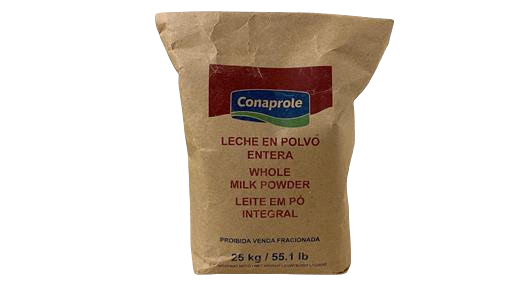 Conaprole
LECHE EN POLVO
ENTERA
WHOLE
MILK POWDER
LEITE EM PÓ
INTEGRAL
PROIBIDA VENDA FRACIONADA
25 kg / 55.1 lb